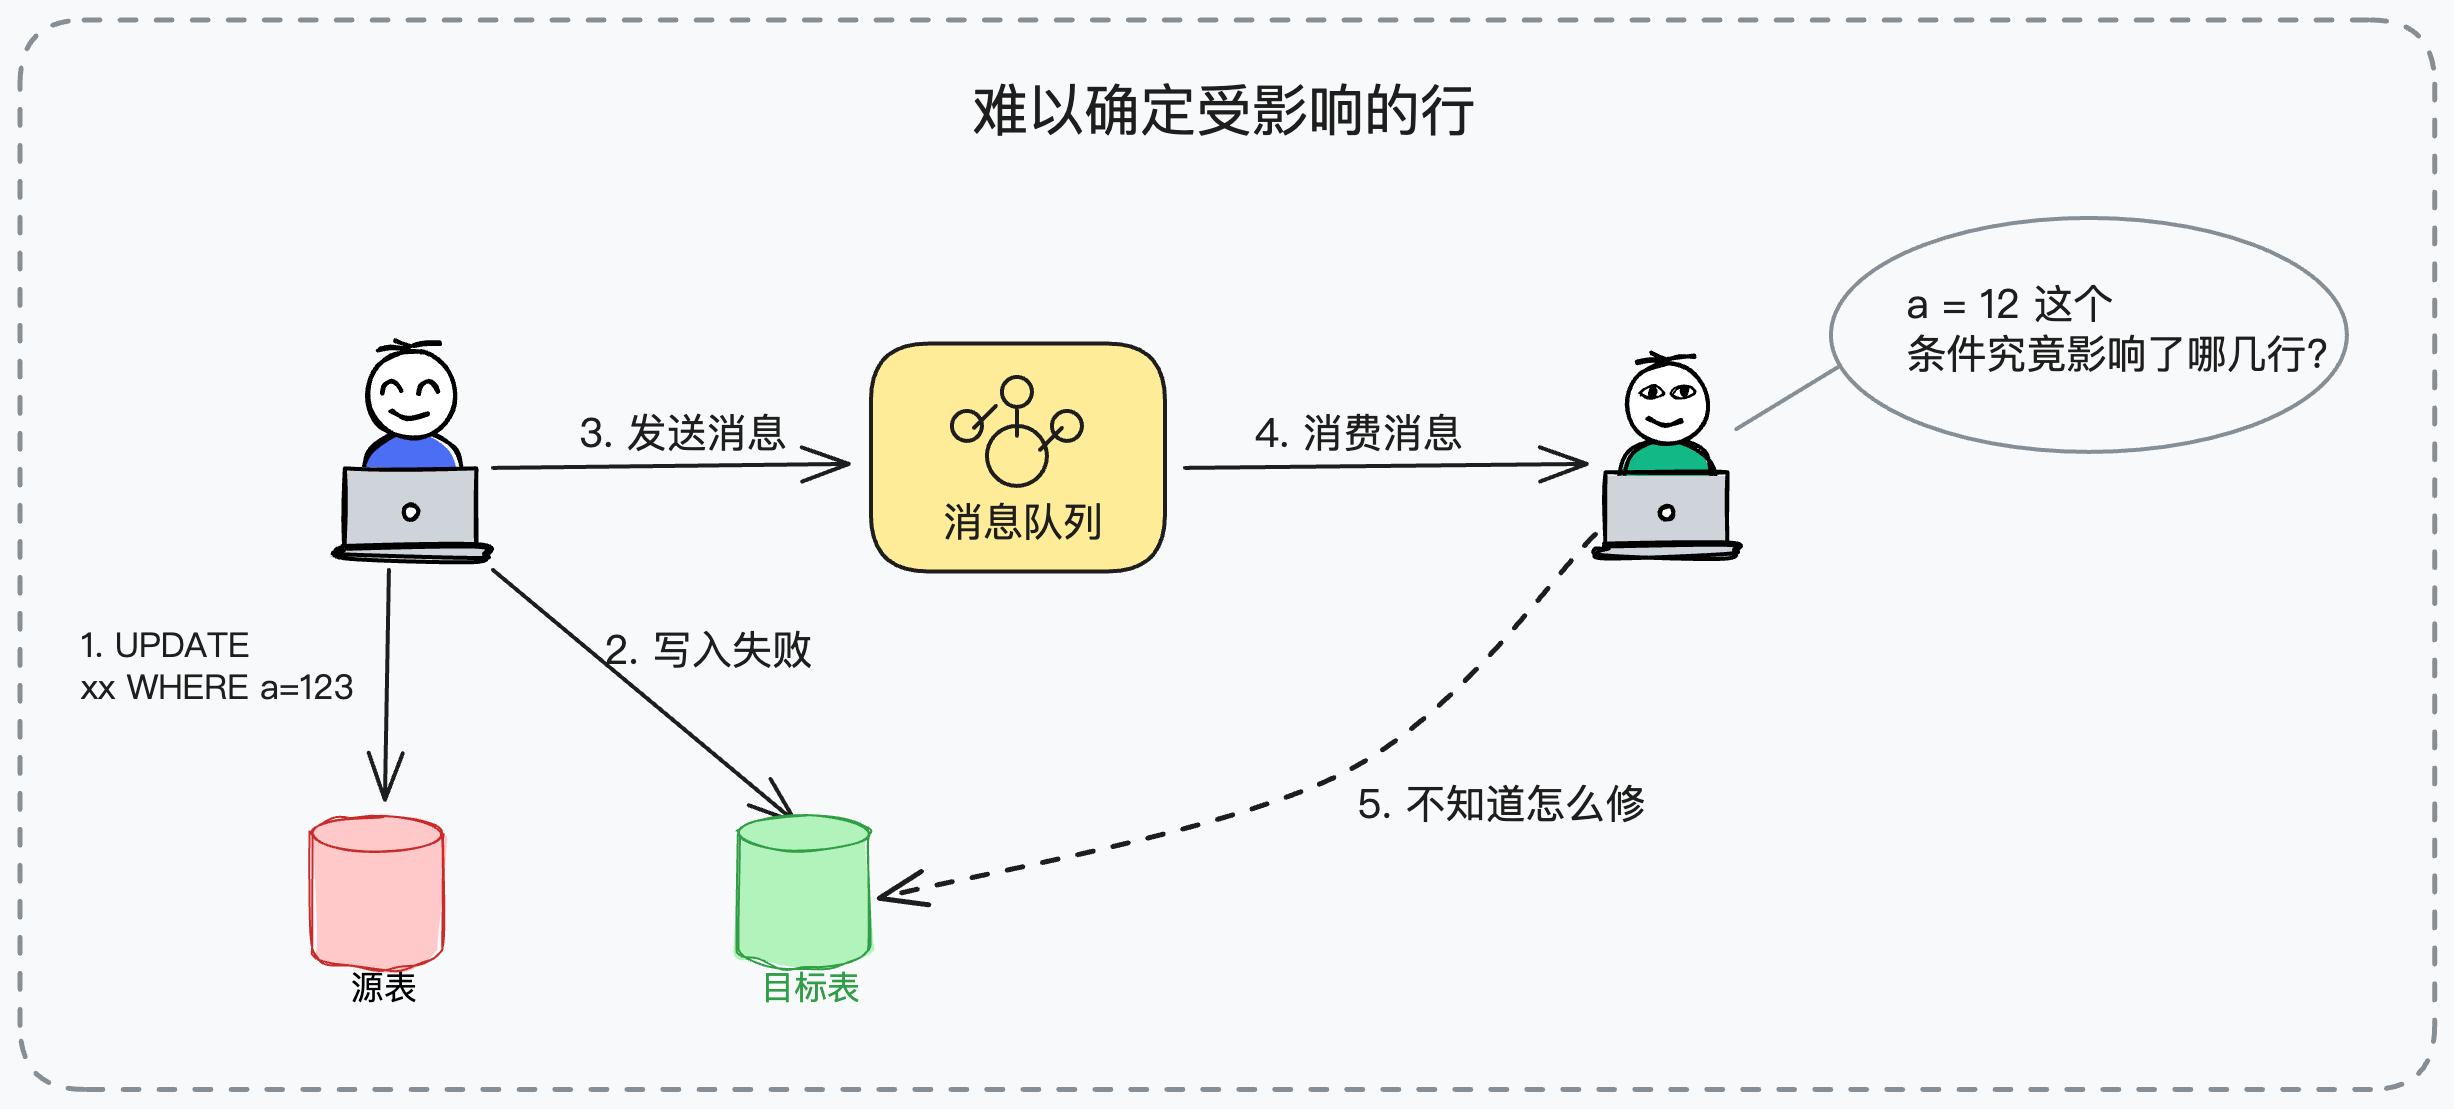 难以确定受影响的行
a = 12 这个
条件究竟影响了哪几行?
3. 发送消息
4. 消费消息
消息队列
1. UPDATE
xx WHERE a=123
2. 写入失败
5. 不知道怎么修
源表
目标表